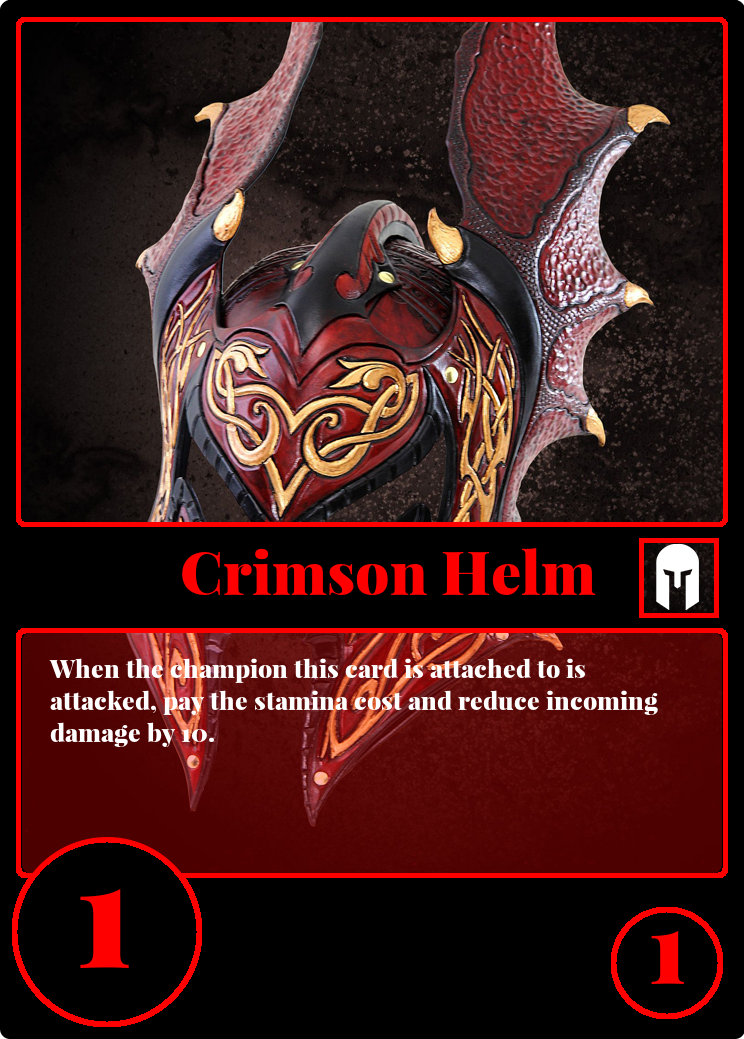 Crimson Helm
When the champion this card is attached to is
attacked, pay the stamina cost and reduce incoming
damage by 10.
1
1